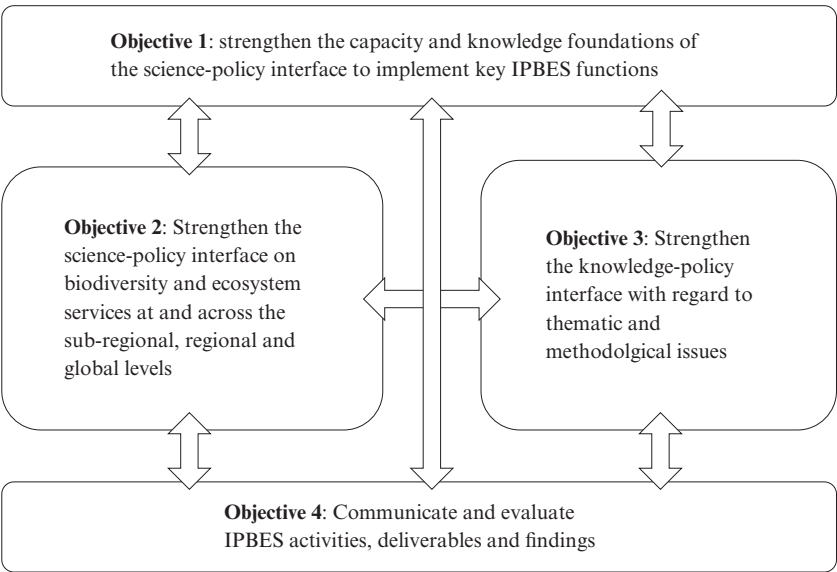 Objective 1: strengthen the capacity and knowledge foundations of
the science-policy interface to implement key IPBES functions
Objective 2: Strengthen the
science-policy interface on
biodiversity and ecosystem
services at and across the
sub-regional, regional and
global levels
Objective 3: Strengthen
the knowledge-policy
interface with regard to
thematic and
methodolgical issues
Objective 4: Communicate and evaluate
IPBES activities, deliverables and findings